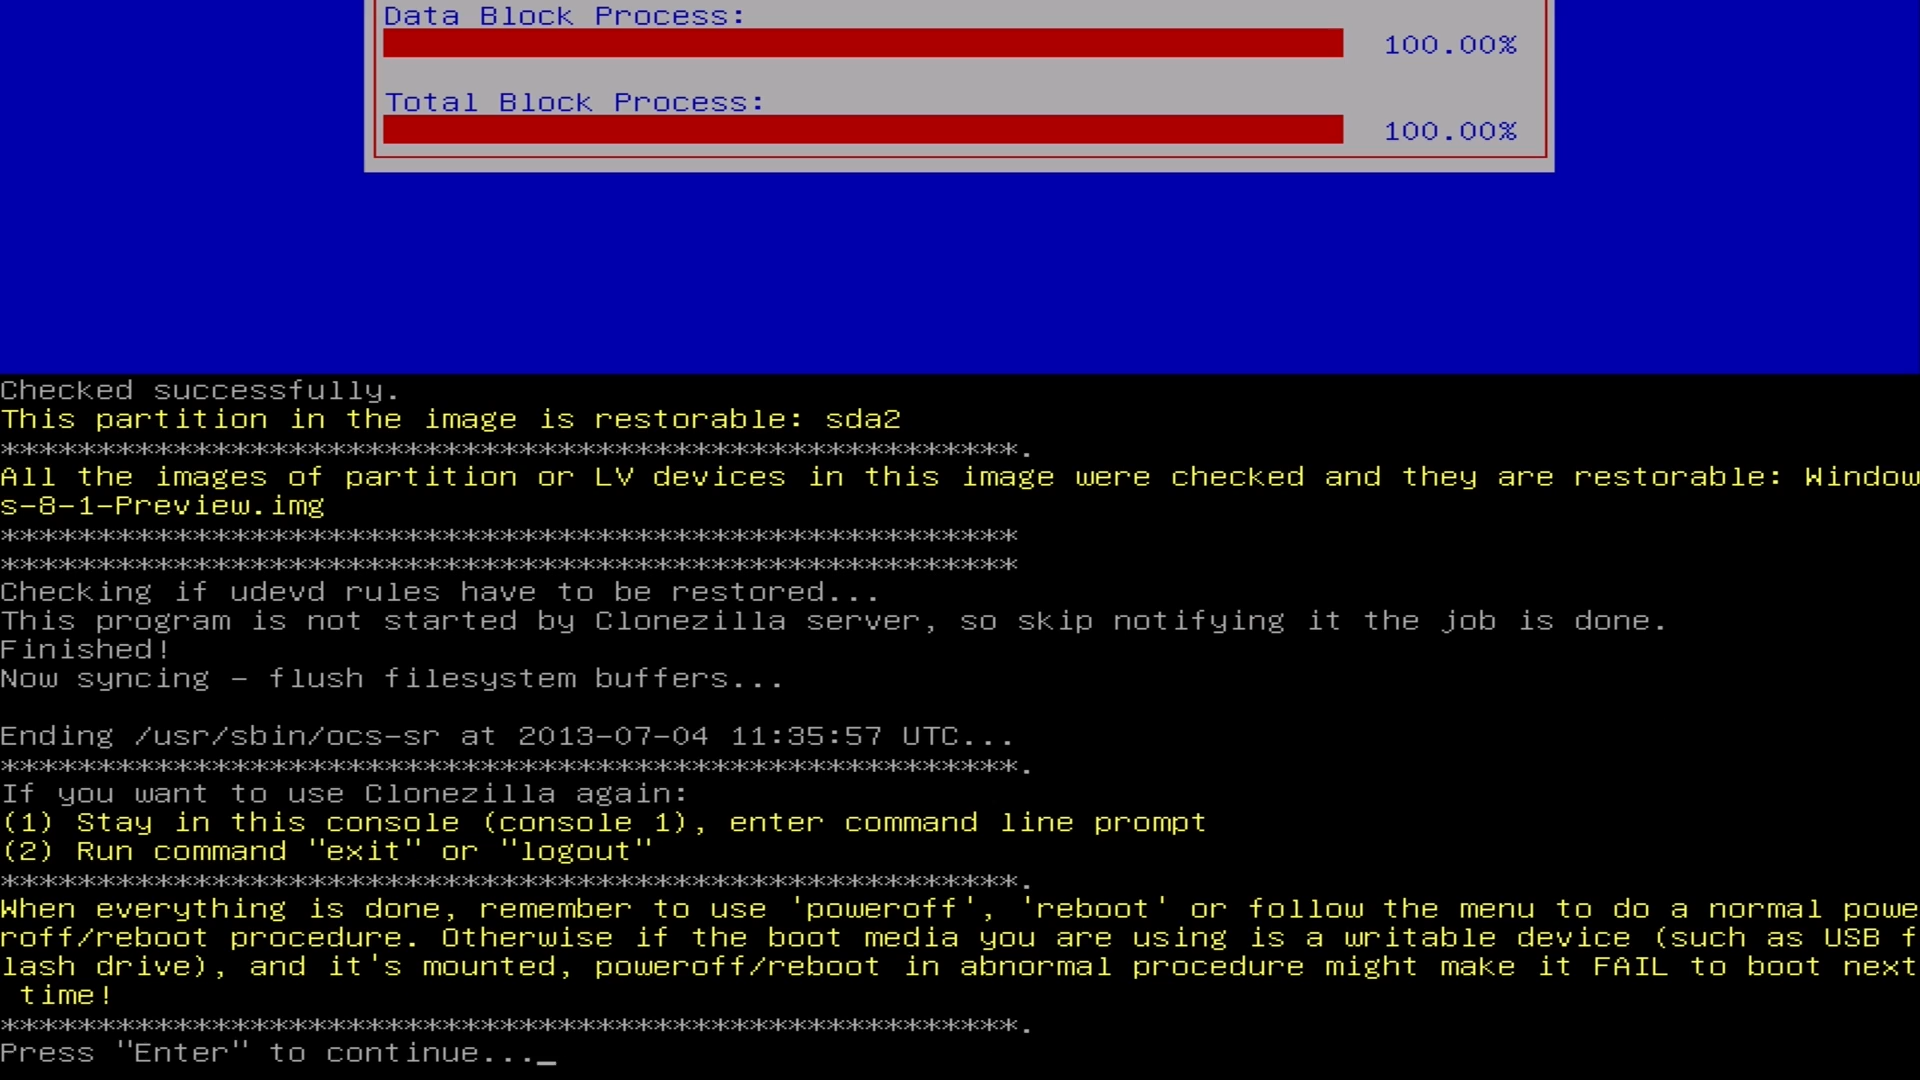 Data Block Process:
100.00%
Total Block Process:
100.00%
Checked successfully.
This partition in the image is restorable: sda2
*****************************************************.
All the images of partition or LV devices in this image were checked and they are restorable: Window
s-8-1-Preview.img
*****************************************************
*****************************************************
Checking if udevd rules have to be restored...
This program is not started by Clonezilla server, so skip notifying it the job is done.
Finished!
Now syncing - flush filesystem buffers...
Ending /usr/sbin/ocs-sr at 2013-07-04 11:35:57 UTC...
*****************************************************.
If you want to use Clonezilla again:
(1) Stay in this console (console 1), enter command line prompt
(2) Run command "exit" or "logout"
*****************************************************.
When everything is done, remember to use 'poweroff', 'reboot' or follow the menu to do a normal powe
roff/reboot procedure. Otherwise if the boot media you are using is a writable device (such as USB f
lash drive), and it's mounted, poweroff/reboot in abnormal procedure might make it FAIL to boot next
 time!
*****************************************************.
Press "Enter" to continue..._